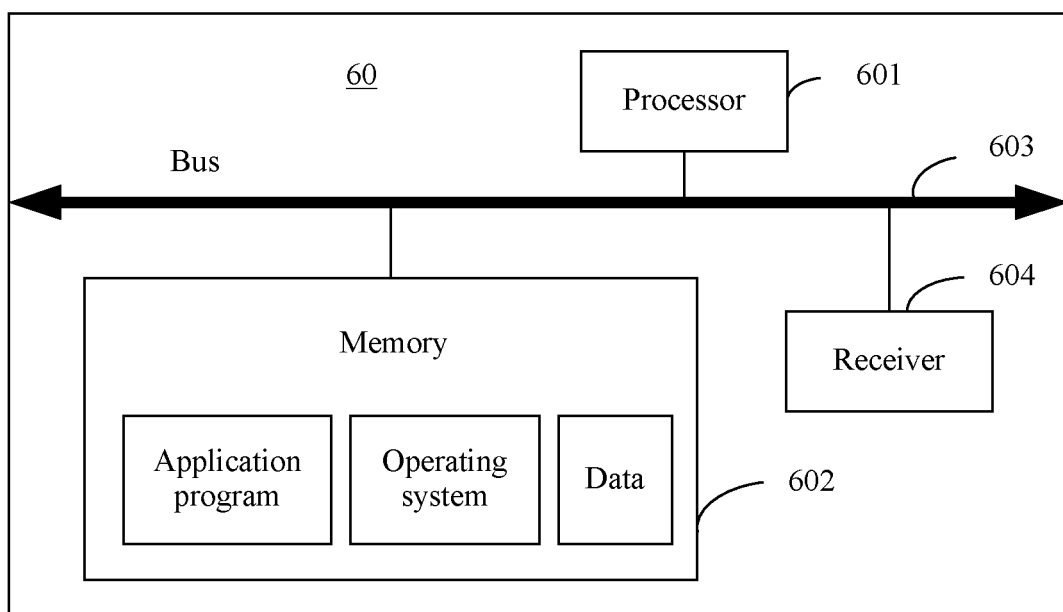 60
Processor
601
Bus
603
604
Memory
Receiver
Application
program
Operating
system
Data
602